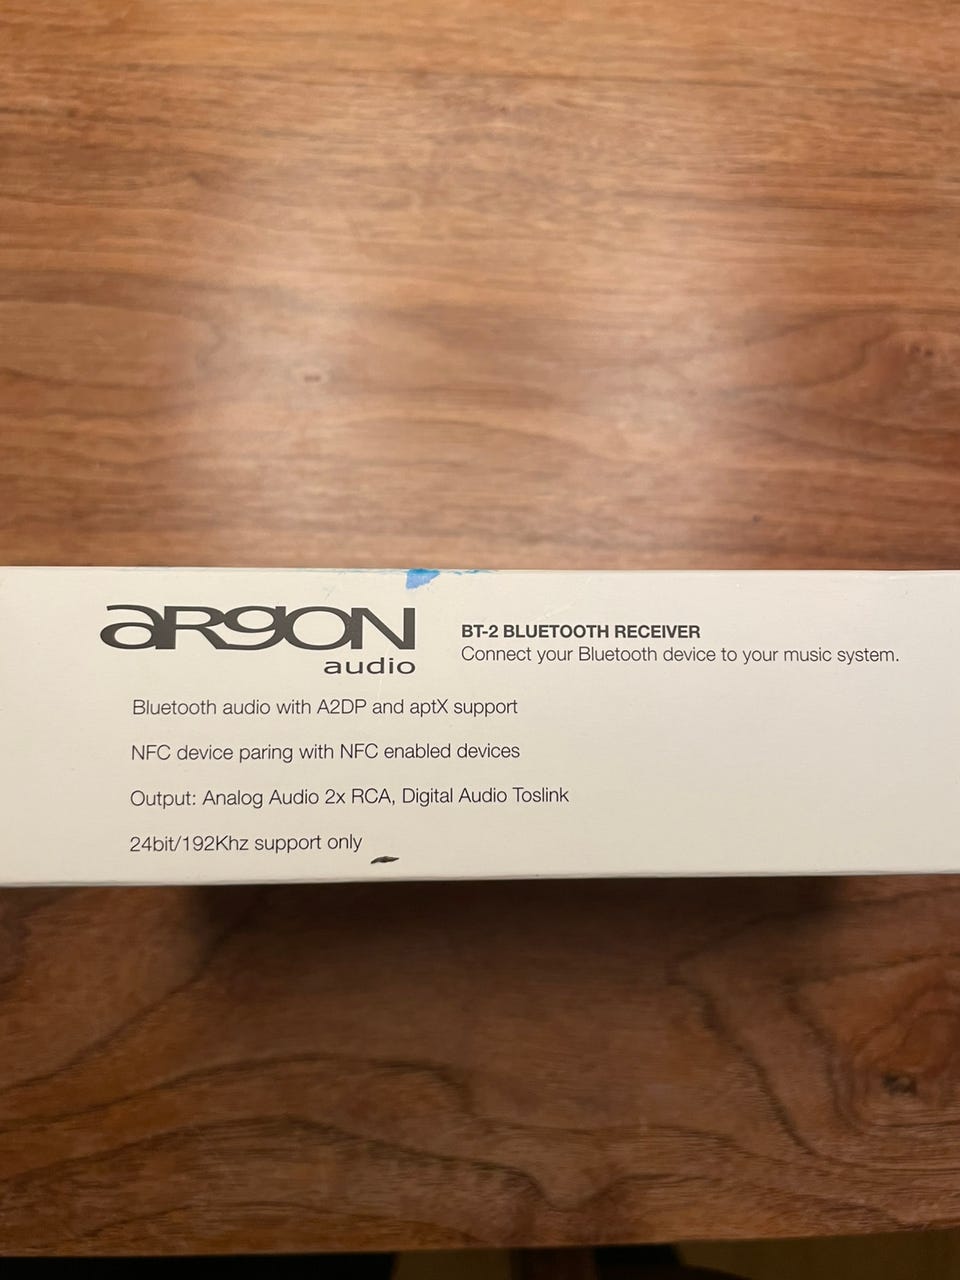 argon
audio
BT-2 BLUETOOTH RECEIVER
Connect your Bluetooth device to your music system.
Bluetooth audio with A2DP and aptX support
NFC device paring with NFC enabled devices
Output: Analog Audio 2x RCA, Digital Audio Toslink
24bit/192Khz support only